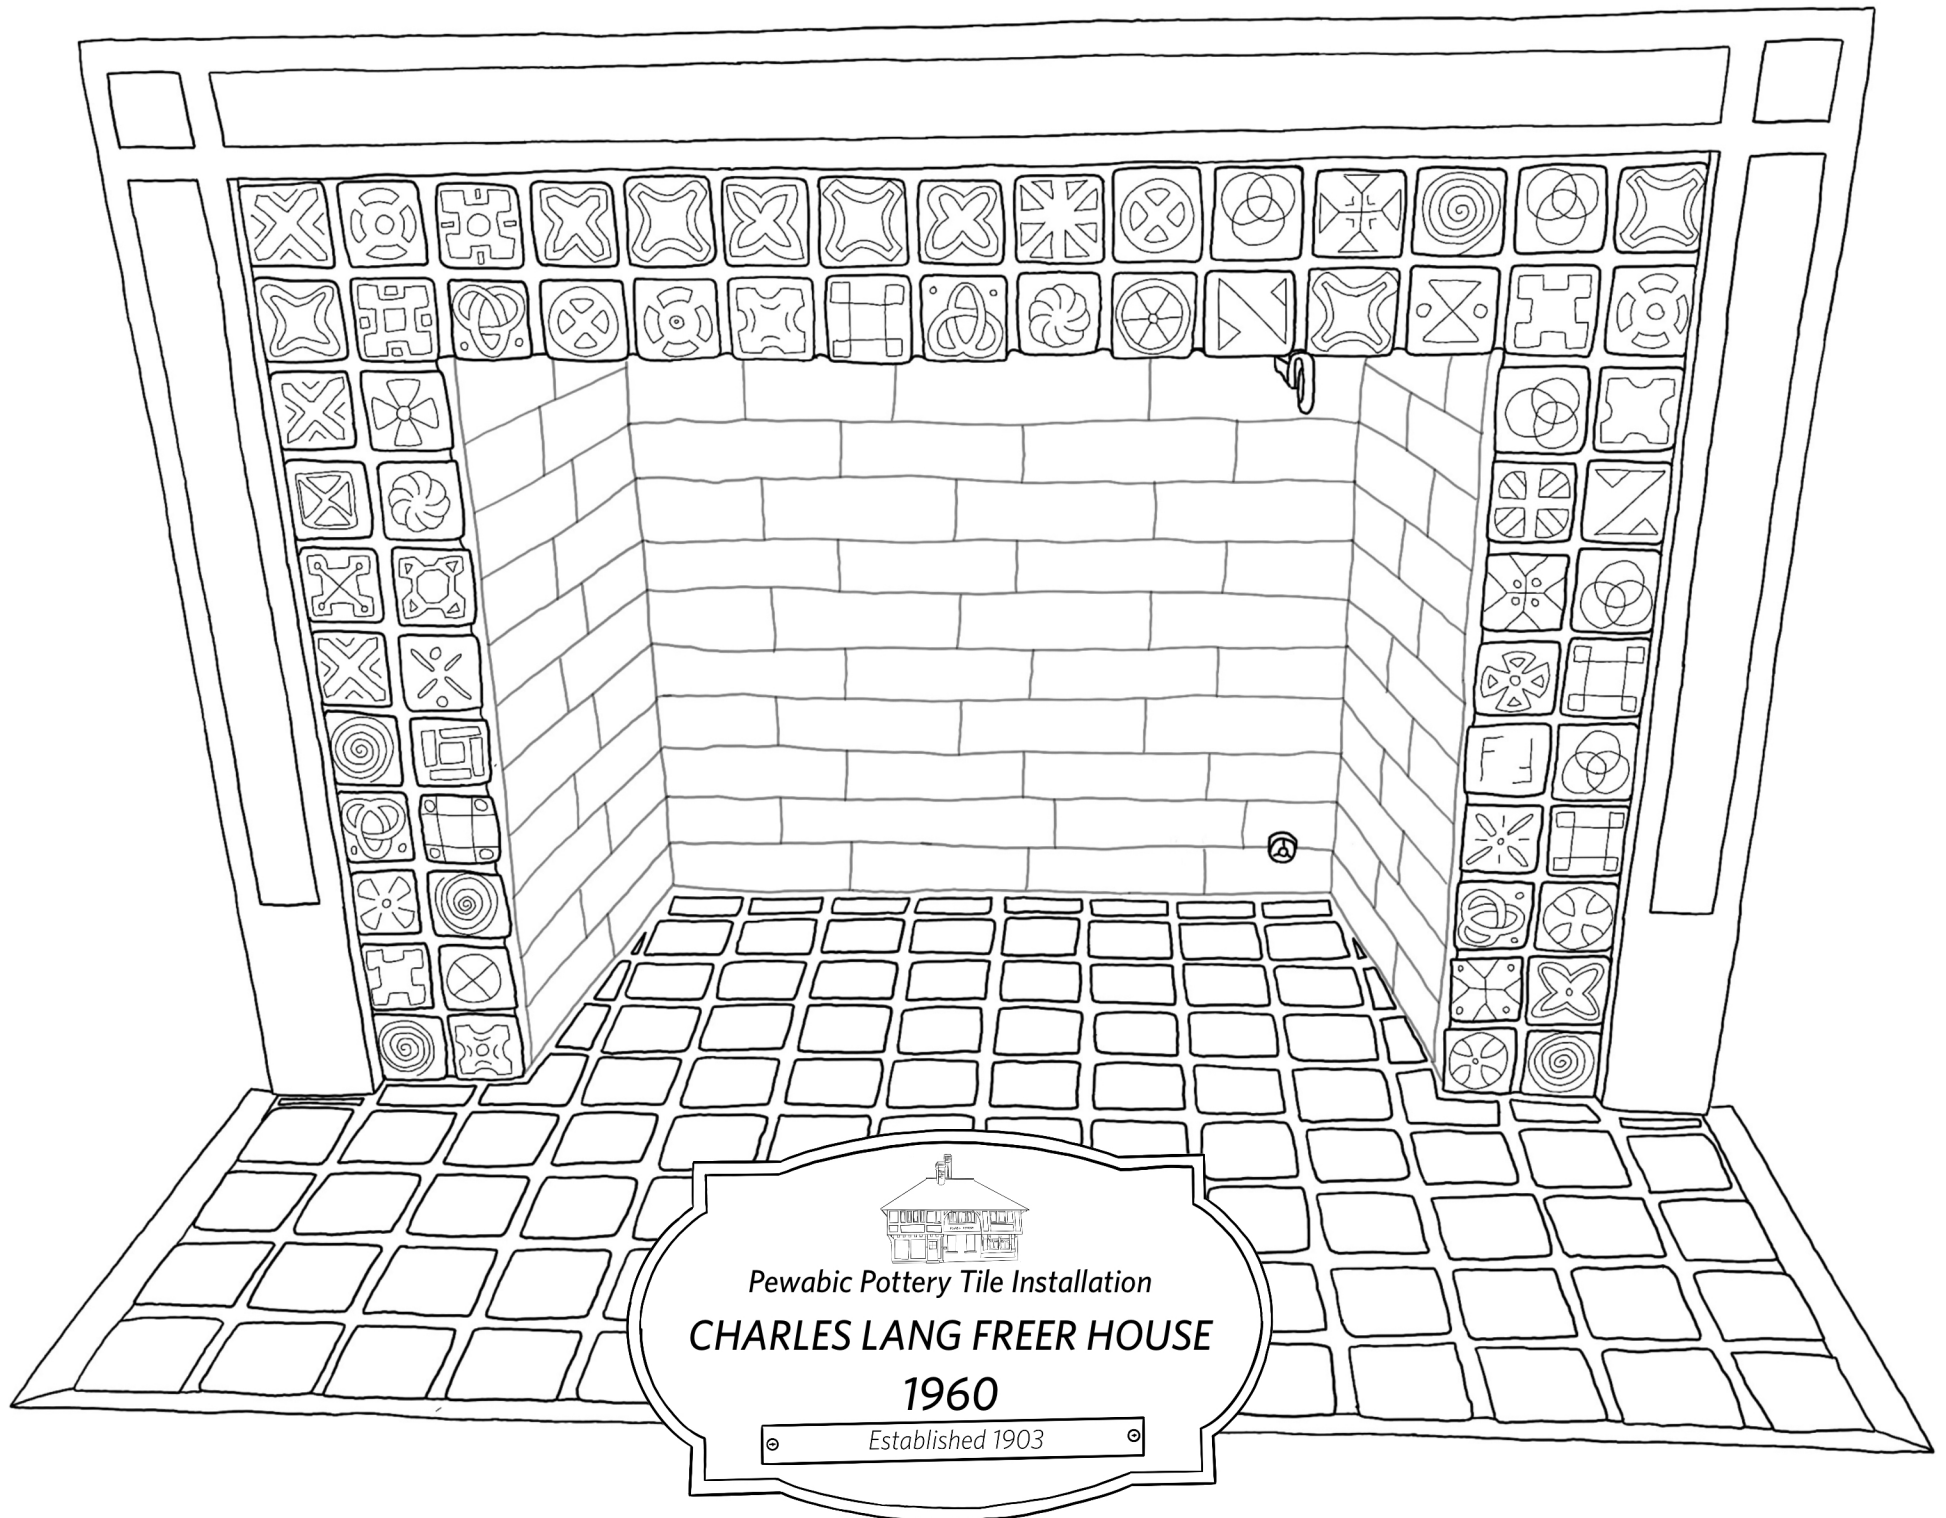 Pewabic Pottery Tile Installation
CHARLES LANG FREER HOUSE
1960
Established 1903